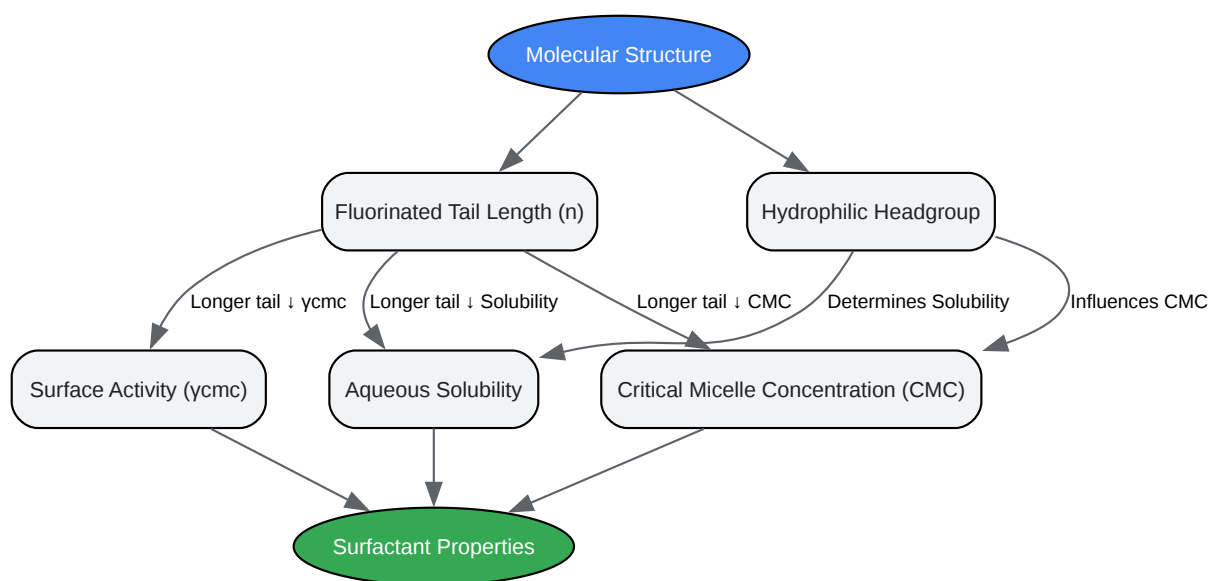 Molecular Structure
Fluorinated Tail Length (n)
Hydrophilic Headgroup
Longer tail ↓ γcmc
Longer tail ↓ Solubility
Longer tail ↓ CMC
Determines Solubility
Influences CMC
Surface Activity (γcmc)
Aqueous Solubility
Critical Micelle Concentration (CMC)
Surfactant Properties